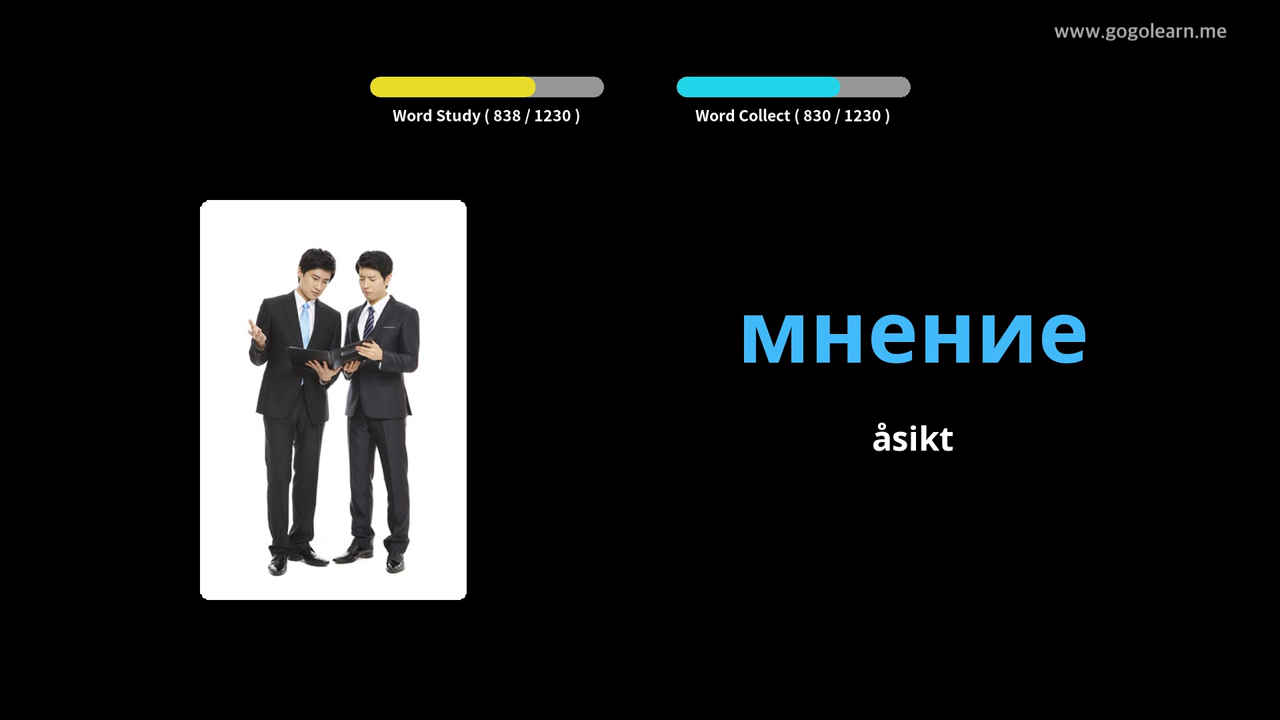 www.gogolearn.me
Word Study ( 838 / 1230 )
Word Collect ( 830 / 1230 )
мнение
åsikt